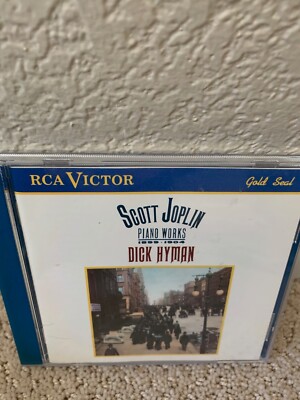 RCA VICTOR
Gold Seal
SCOTT JOPLIN
PIANO WORKS
1899-1904
DICK HYMAN